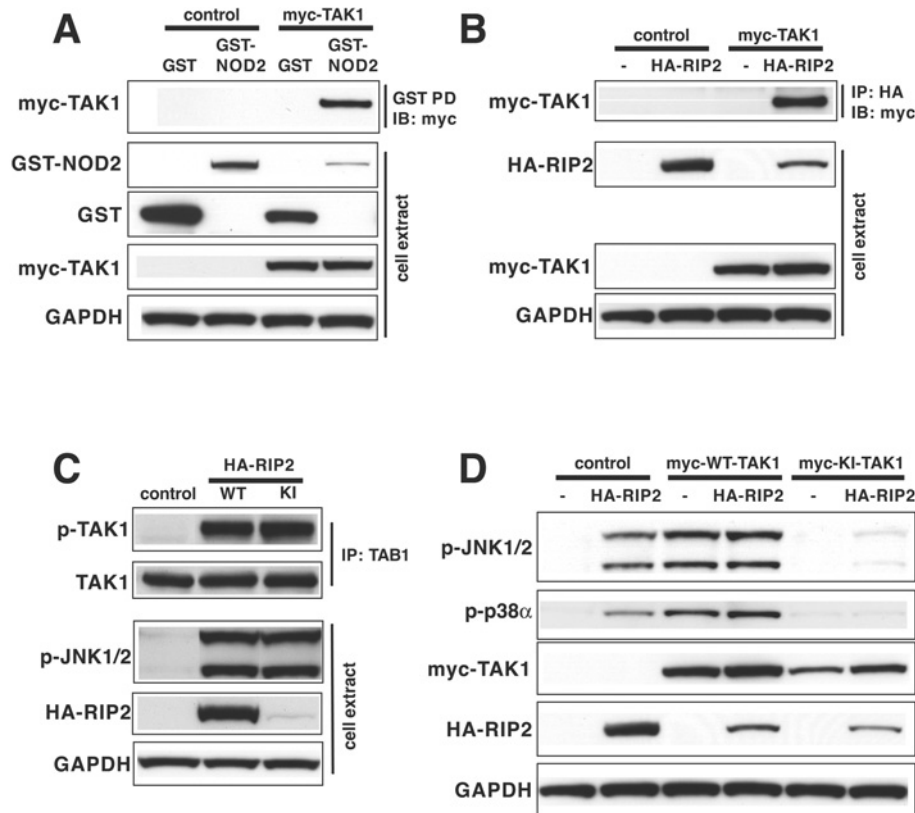 A
control myc-TAK1
GST GST-NOD2 GST GST-NOD2
myc-TAK1
GST PD
IB: myc
GST-NOD2
GST
myc-TAK1
GAPDH
cell extract
B
control myc-TAK1
- HA-RIP2 - HA-RIP2
myc-TAK1
IP: HA
IB: myc
HA-RIP2
myc-TAK1
GAPDH
cell extract
C
HA-RIP2
control WT KI
p-TAK1
TAK1
IP: TAB1
p-JNK1/2
HA-RIP2
GAPDH
cell extract
D
control myc-WT-TAK1 myc-KI-TAK1
- HA-RIP2 - HA-RIP2 - HA-RIP2
p-JNK1/2
p-p38α
myc-TAK1
HA-RIP2
GAPDH